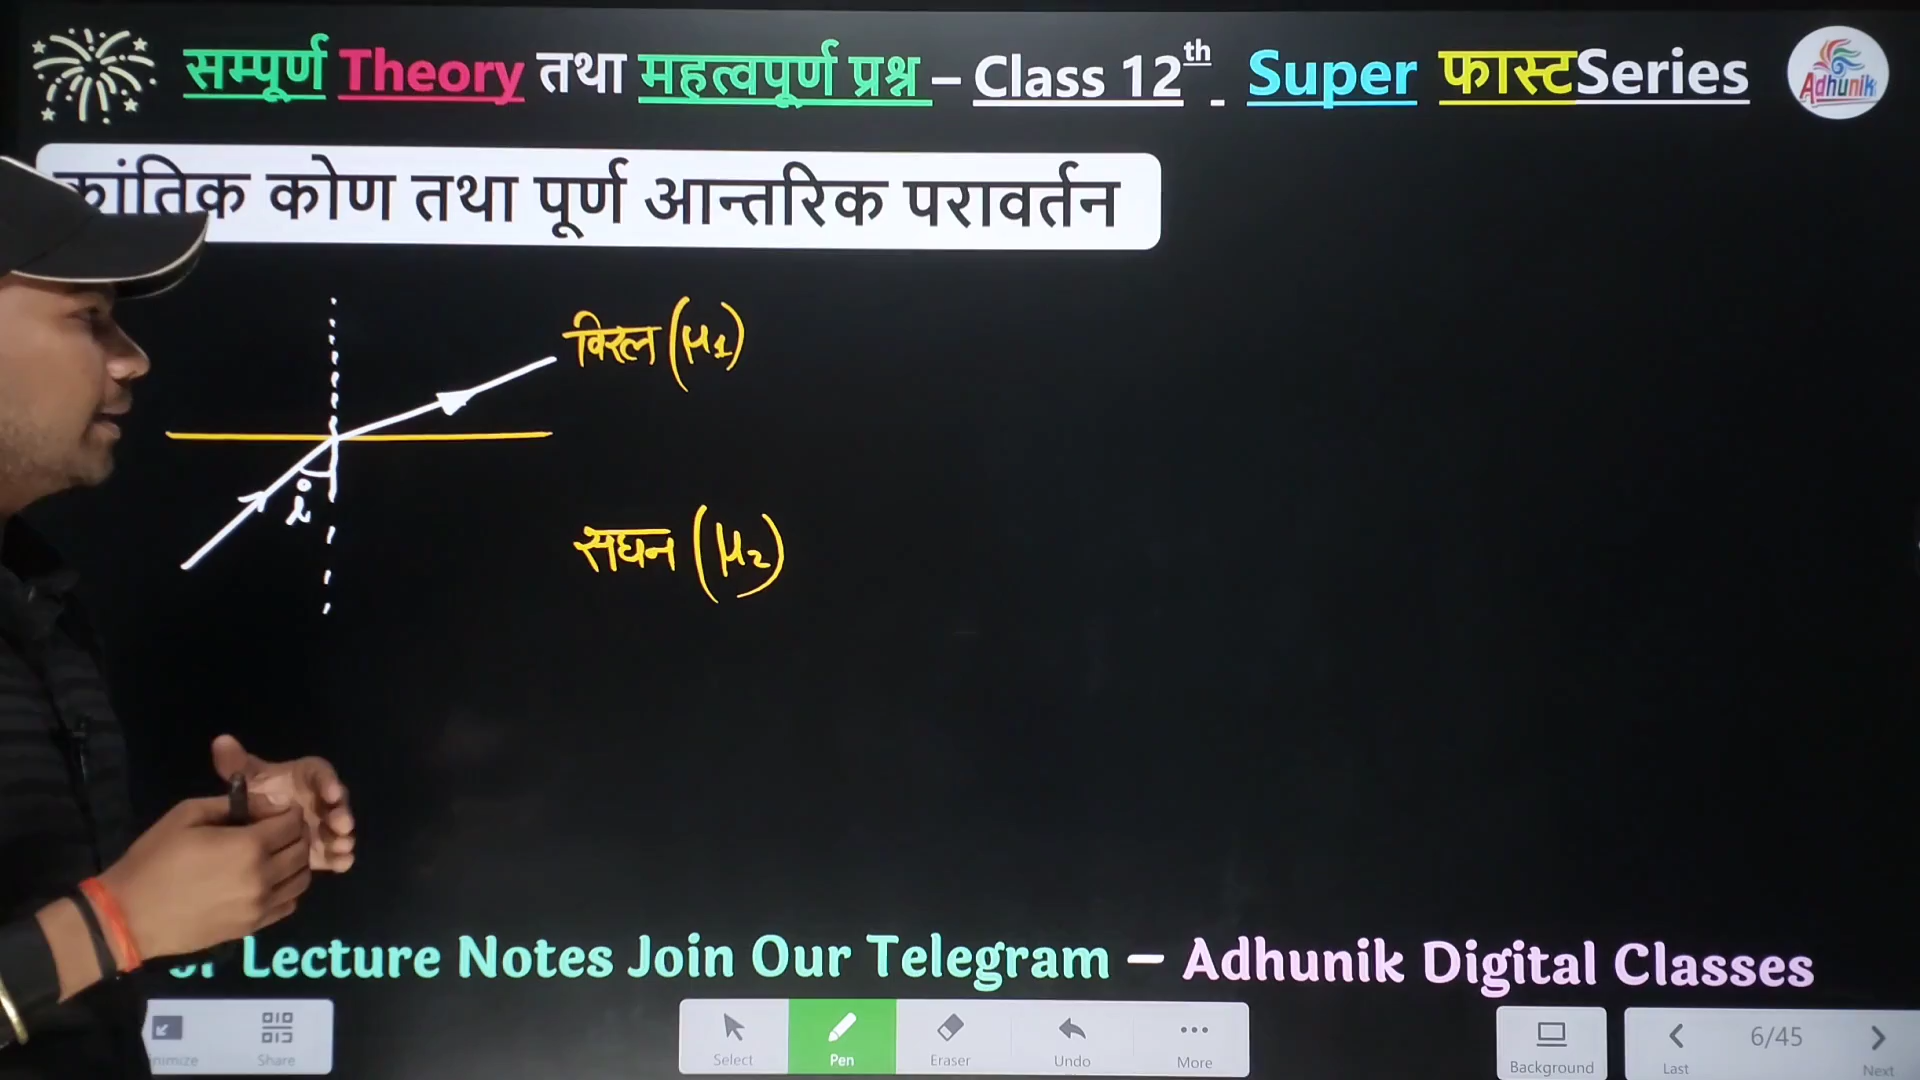 सम्पूर्ण Theory तथा महत्वपूर्ण प्रश्न – Class 12th - Super फास्टSeries
Adhunik
क्रांतिक कोण तथा पूर्ण आन्तरिक परावर्तन
विरल (μ1)
i
सघन (μ2)
Lecture Notes Join Our Telegram – Adhunik Digital Classes
Share
Select
Pen
Eraser
Undo
More
Background
Last
6/45
Next